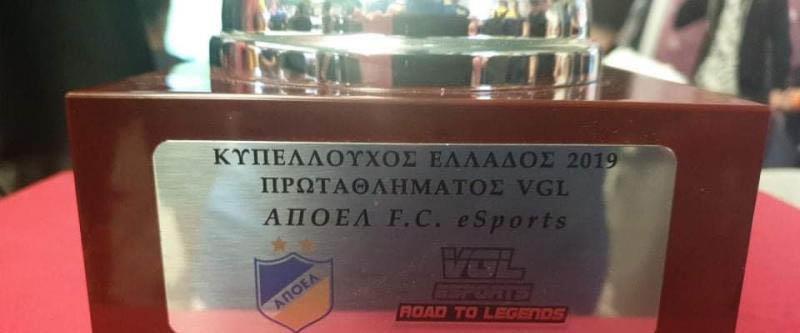 ΚΥΠΕΛΛΟΥΧΟΣ ΕΛΛΑΔΟΣ 2019
ΠΡΩΤΑΘΛΗΜΑΤΟΣ VGL
ΑΠΟΕΛ F.C. eSports
ΑΠΟΕΛ
VGL
ESPORTS
ROAD TO LEGENDS